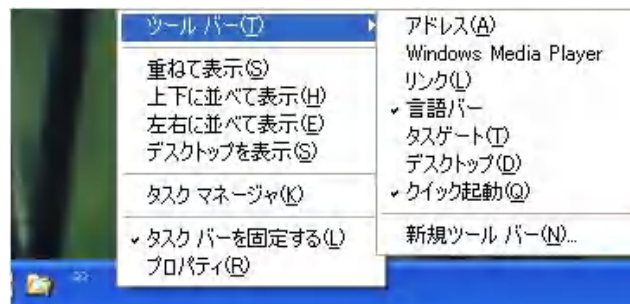 ツール バー(T)
重ねて表示(S)
上下に並べて表示(H)
左右に並べて表示(E)
デスクトップを表示(S)
タスク マネージャ(K)
タスク バーを固定する(L)
プロパティ(R)
アドレス(A)
Windows Media Player
リンク(L)
言語バー
タスゲート(T)
デスクトップ(D)
クイック起動(Q)
新規ツール バー(N)...